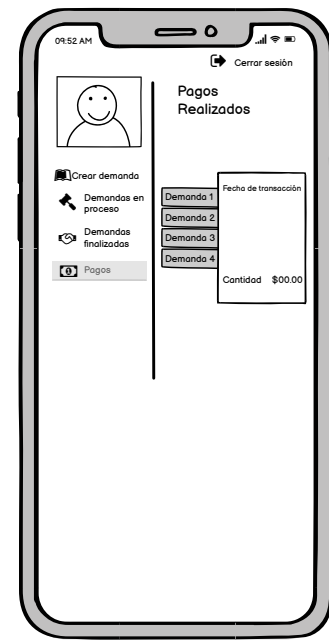 09:52 AM
Cerrar sesión
Pagos
Realizados
Crear demanda
Demandas en
proceso
Demandas
finalizadas
Pagos
Demanda 1
Demanda 2
Demanda 3
Demanda 4
Fecha de transacción
Cantidad $00.00